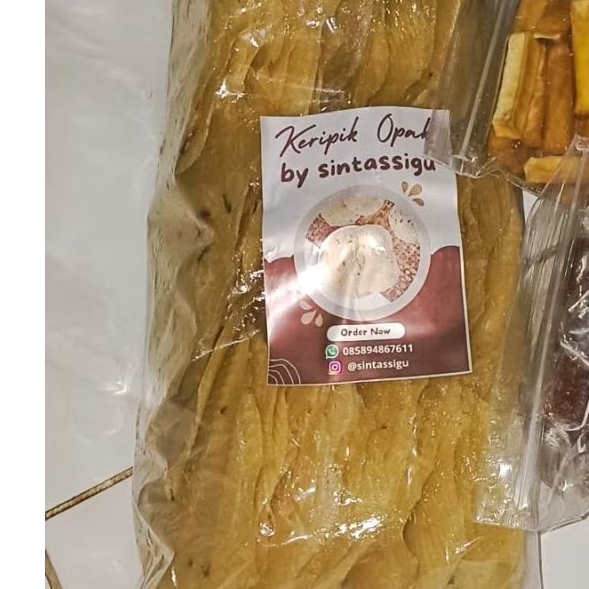 Keripik Opak
by sintassigu
Order Now
085894867611
@sintassigu